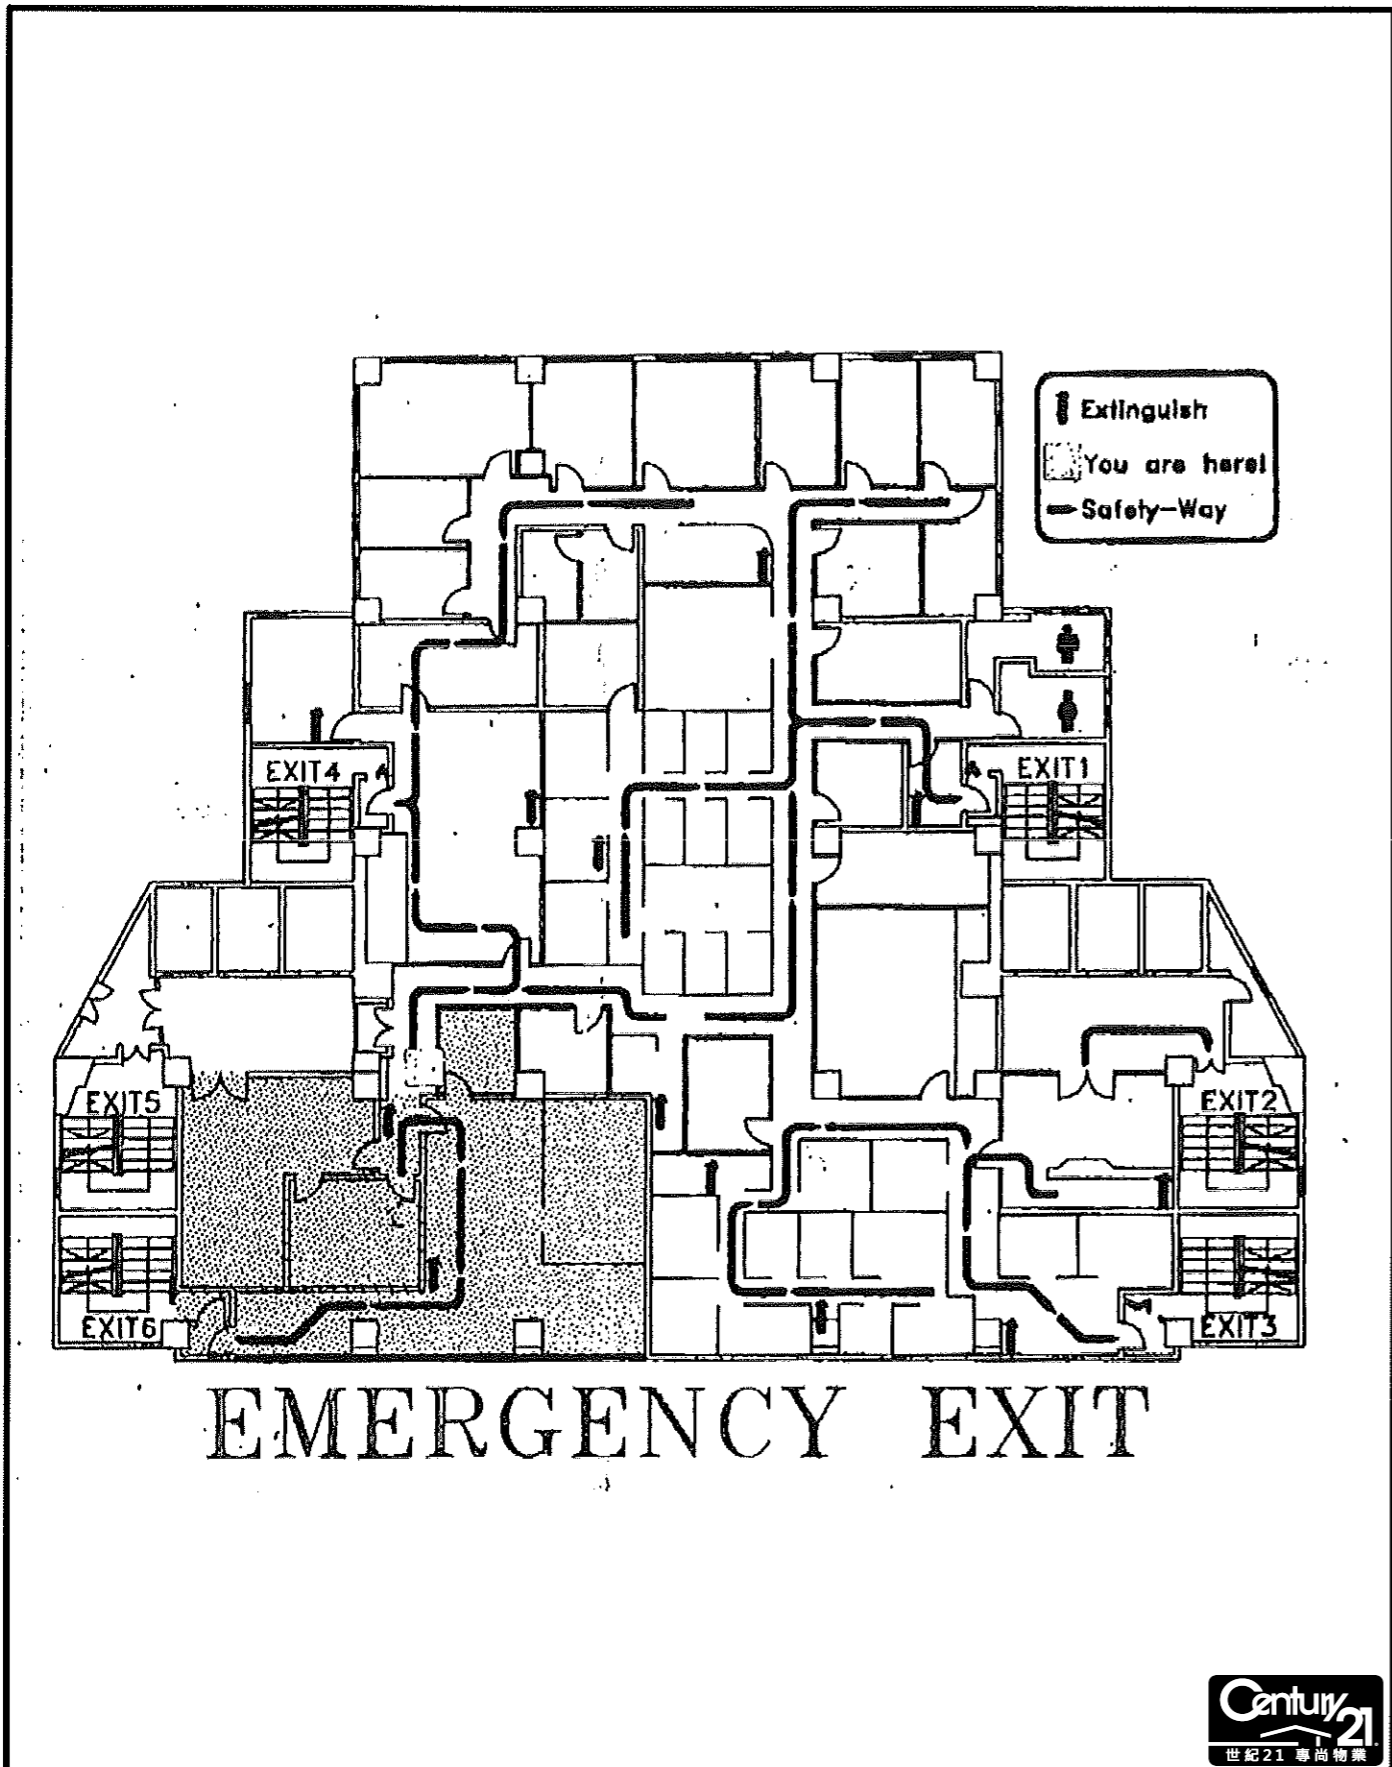 Extinguish
You are here!
Safety-Way
EXIT4
EXIT1
EXIT5
EXIT2
EXIT6
EXIT3
EMERGENCY EXIT
Century 21
世紀21 專尚物業